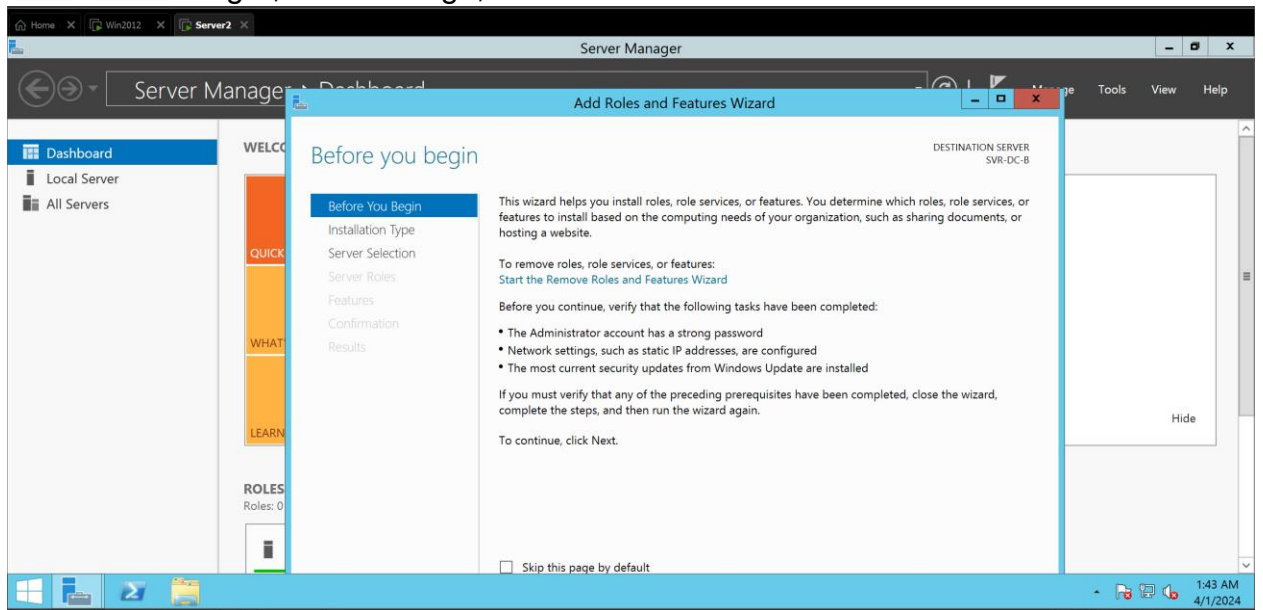 Home X Win2012 X Server2 X
Server Manager
Server Manager Dashboard
Tools View Help
Add Roles and Features Wizard
Dashboard
Local Server
All Servers
WELCO
QUICK
WHAT'
LEARN
Hide
ROLES
Roles: 0
Before you begin
DESTINATION SERVER
SVR-DC-B
Before You Begin
Installation Type
Server Selection
Server Roles
Features
Confirmation
Results
This wizard helps you install roles, role services, or features. You determine which roles, role services, or
features to install based on the computing needs of your organization, such as sharing documents, or
hosting a website.
To remove roles, role services, or features:
Start the Remove Roles and Features Wizard
Before you continue, verify that the following tasks have been completed:
• The Administrator account has a strong password
• Network settings, such as static IP addresses, are configured
• The most current security updates from Windows Update are installed
If you must verify that any of the preceding prerequisites have been completed, close the wizard,
complete the steps, and then run the wizard again.
To continue, click Next.
Skip this page by default
1:43 AM
4/1/2024